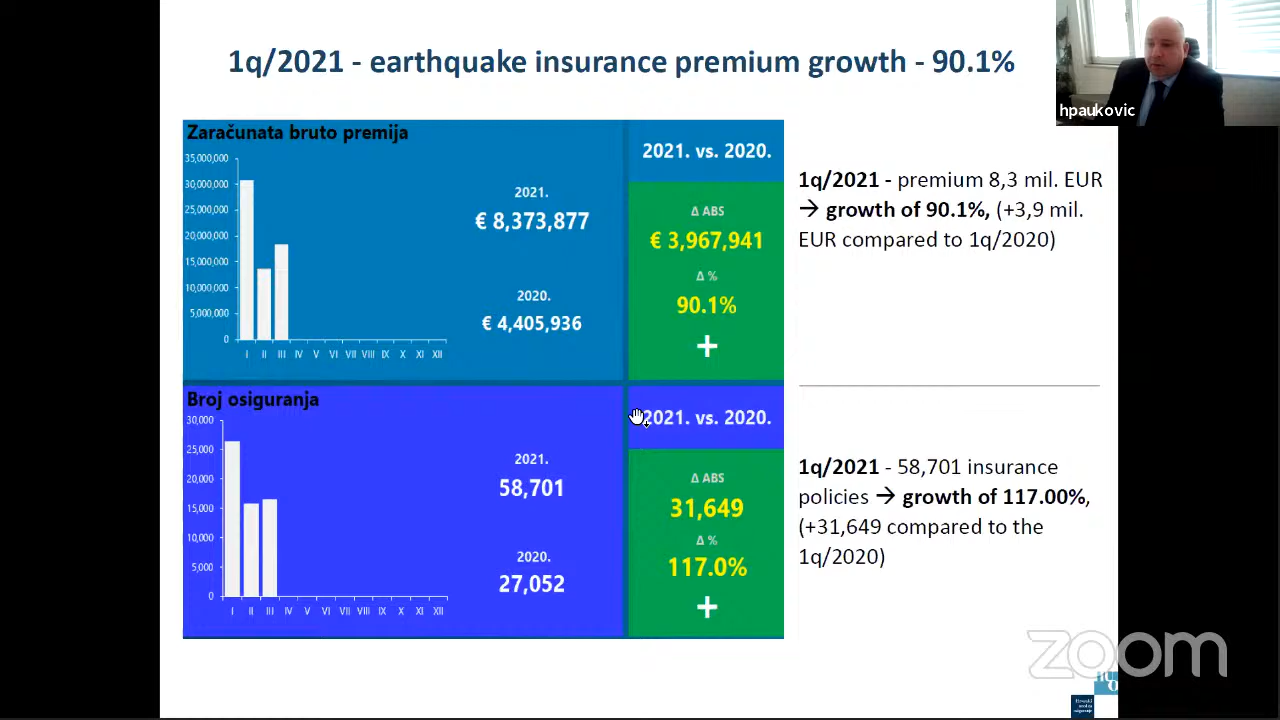 1q/2021 - earthquake insurance premium growth - 90.1%
hpaukovic
Zaračunata bruto premija
35,000,000
30,000,000
25,000,000
20,000,000
15,000,000
10,000,000
5,000,000
0
I II III IV V VI VII VIII IX X XI XII
2021.
€ 8,373,877
2020.
€ 4,405,936
2021. vs. 2020.
Δ ABS
€ 3,967,941
Δ %
90.1%
+
1q/2021 - premium 8,3 mil. EUR
→ growth of 90.1%, (+3,9 mil.
EUR compared to 1q/2020)
Broj osiguranja
30,000
25,000
20,000
15,000
10,000
5,000
0
I II III IV V VI VII VIII IX X XI XII
2021.
58,701
2020.
27,052
2021. vs. 2020.
Δ ABS
31,649
Δ %
117.0%
+
1q/2021 - 58,701 insurance
policies → growth of 117.00%,
(+31,649 compared to the
1q/2020)
zoom